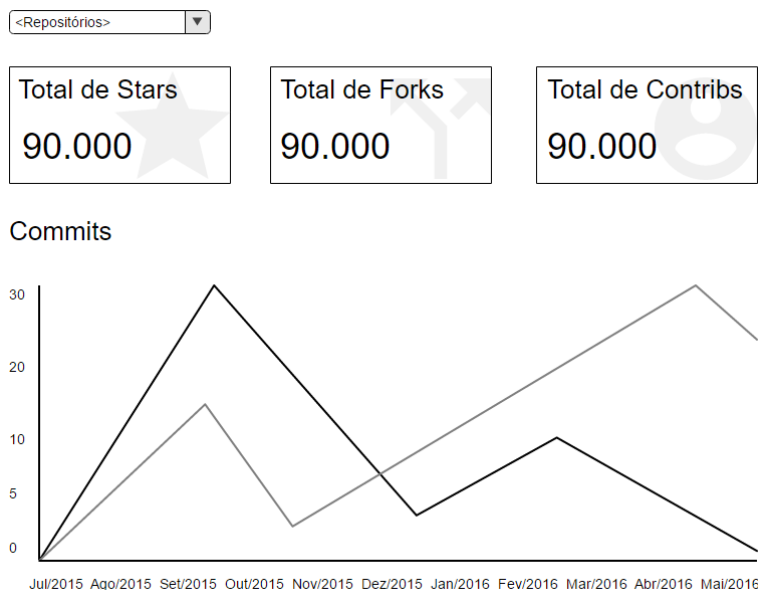 <Repositórios>
Total de Stars
90.000
Total de Forks
90.000
Total de Contribs
90.000
Commits
30
20
10
5
0
Jul/2015 Ago/2015 Set/2015 Out/2015 Nov/2015 Dez/2015 Jan/2016 Fev/2016 Mar/2016 Abr/2016 Mai/2016